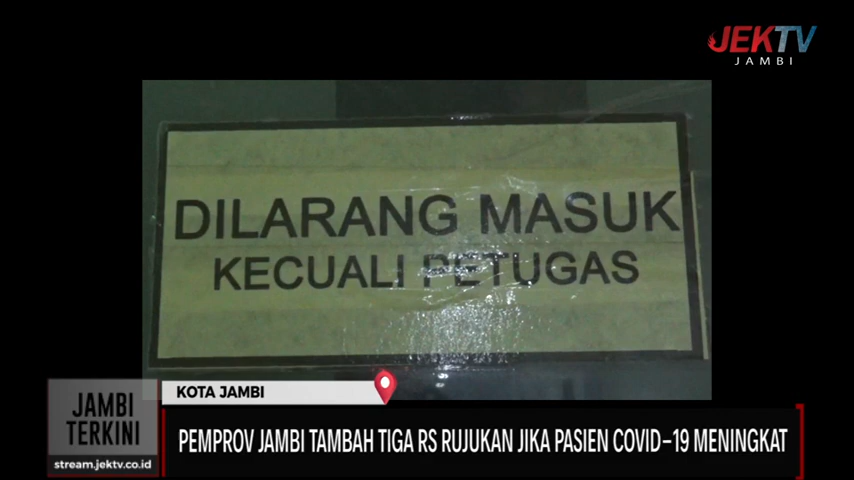 JEKTV
JAMBI
DILARANG MASUK
KECUALI PETUGAS
KOTA JAMBI
JAMBI
TERKINI
stream.jektv.co.id
PEMPROV JAMBI TAMBAH TIGA RS RUJUKAN JIKA PASIEN COVID-19 MENINGKAT